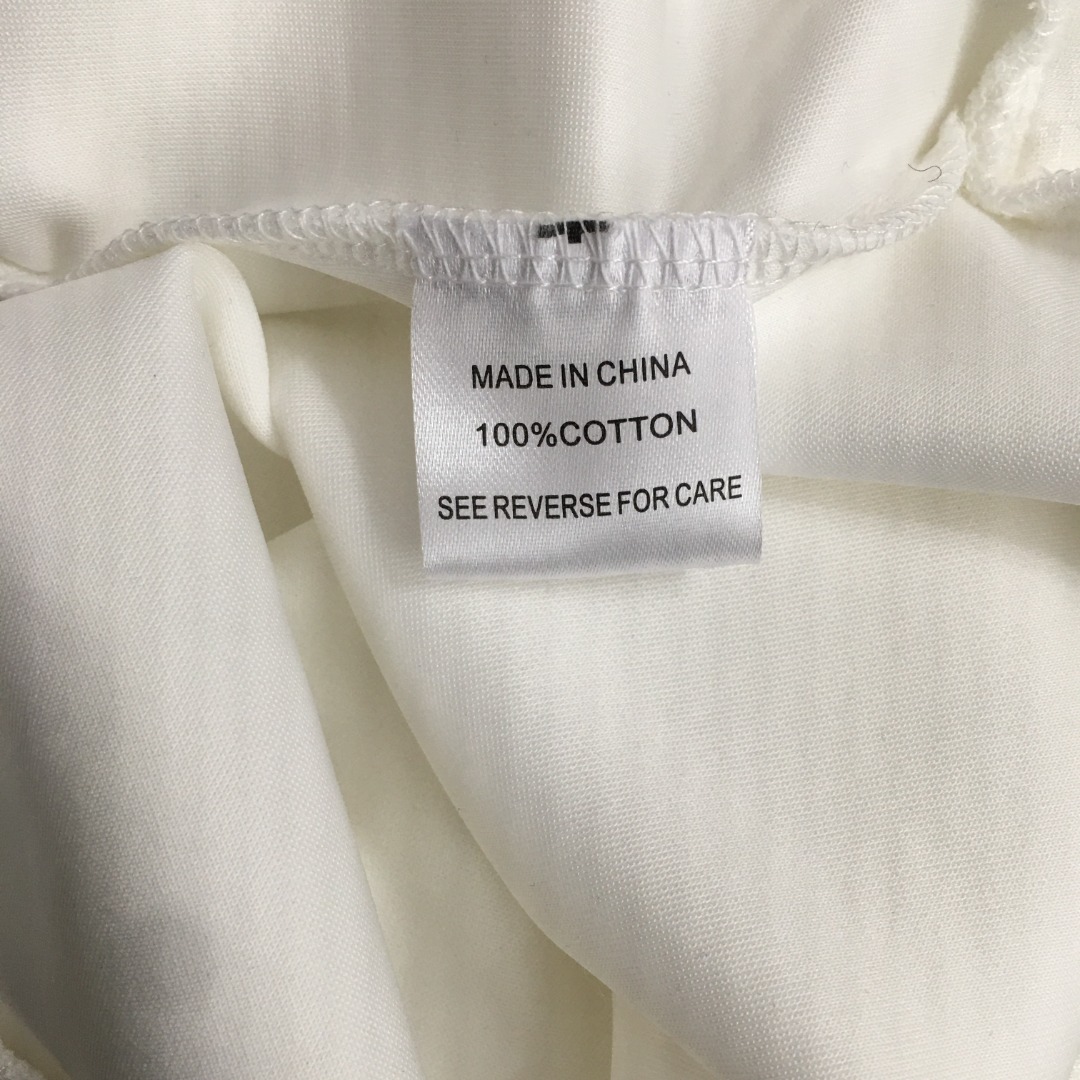 MADE IN CHINA
100%COTTON
SEE REVERSE FOR CARE